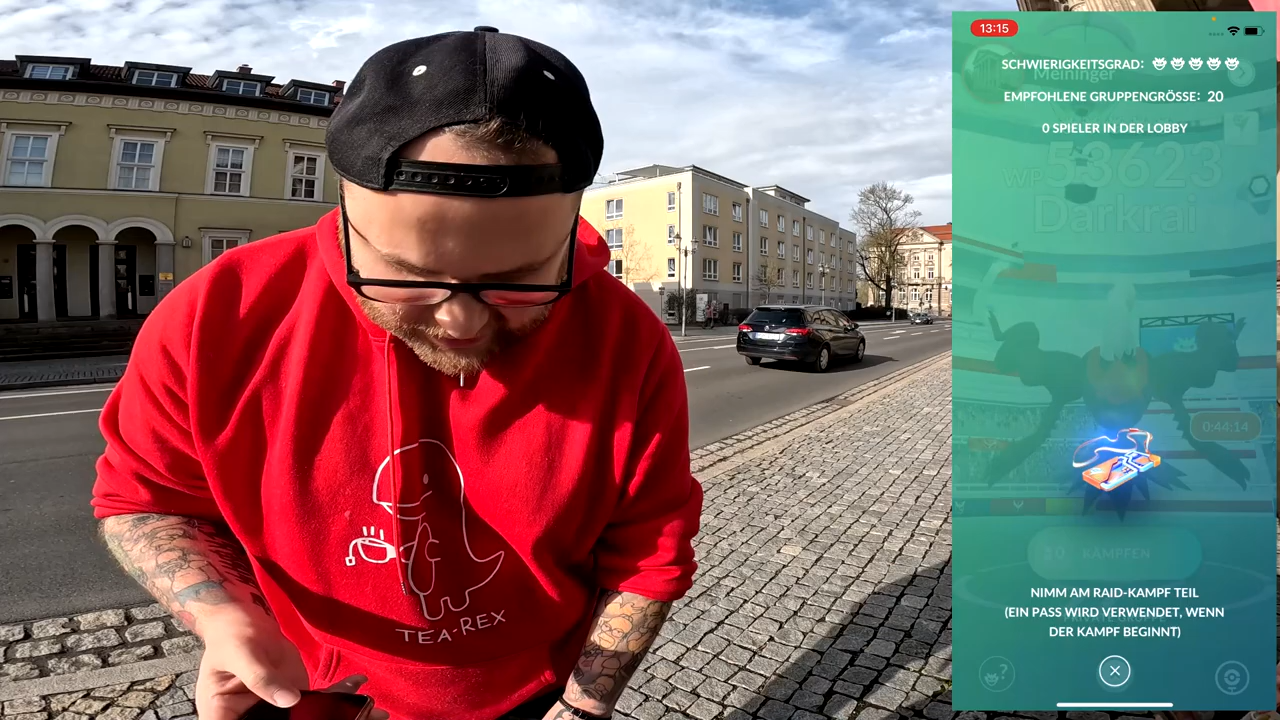 TEA-REX
13:15
SCHWIERIGKEITSGRAD:
Meininger
EMPFOHLENE GRUPPENGRÖSSE: 20
0 SPIELER IN DER LOBBY
WP 53623
Darkrai
0:44:14
KÄMPFEN
NIMM AM RAID-KAMPF TEIL
(EIN PASS WIRD VERWENDET, WENN
DER KAMPF BEGINNT)